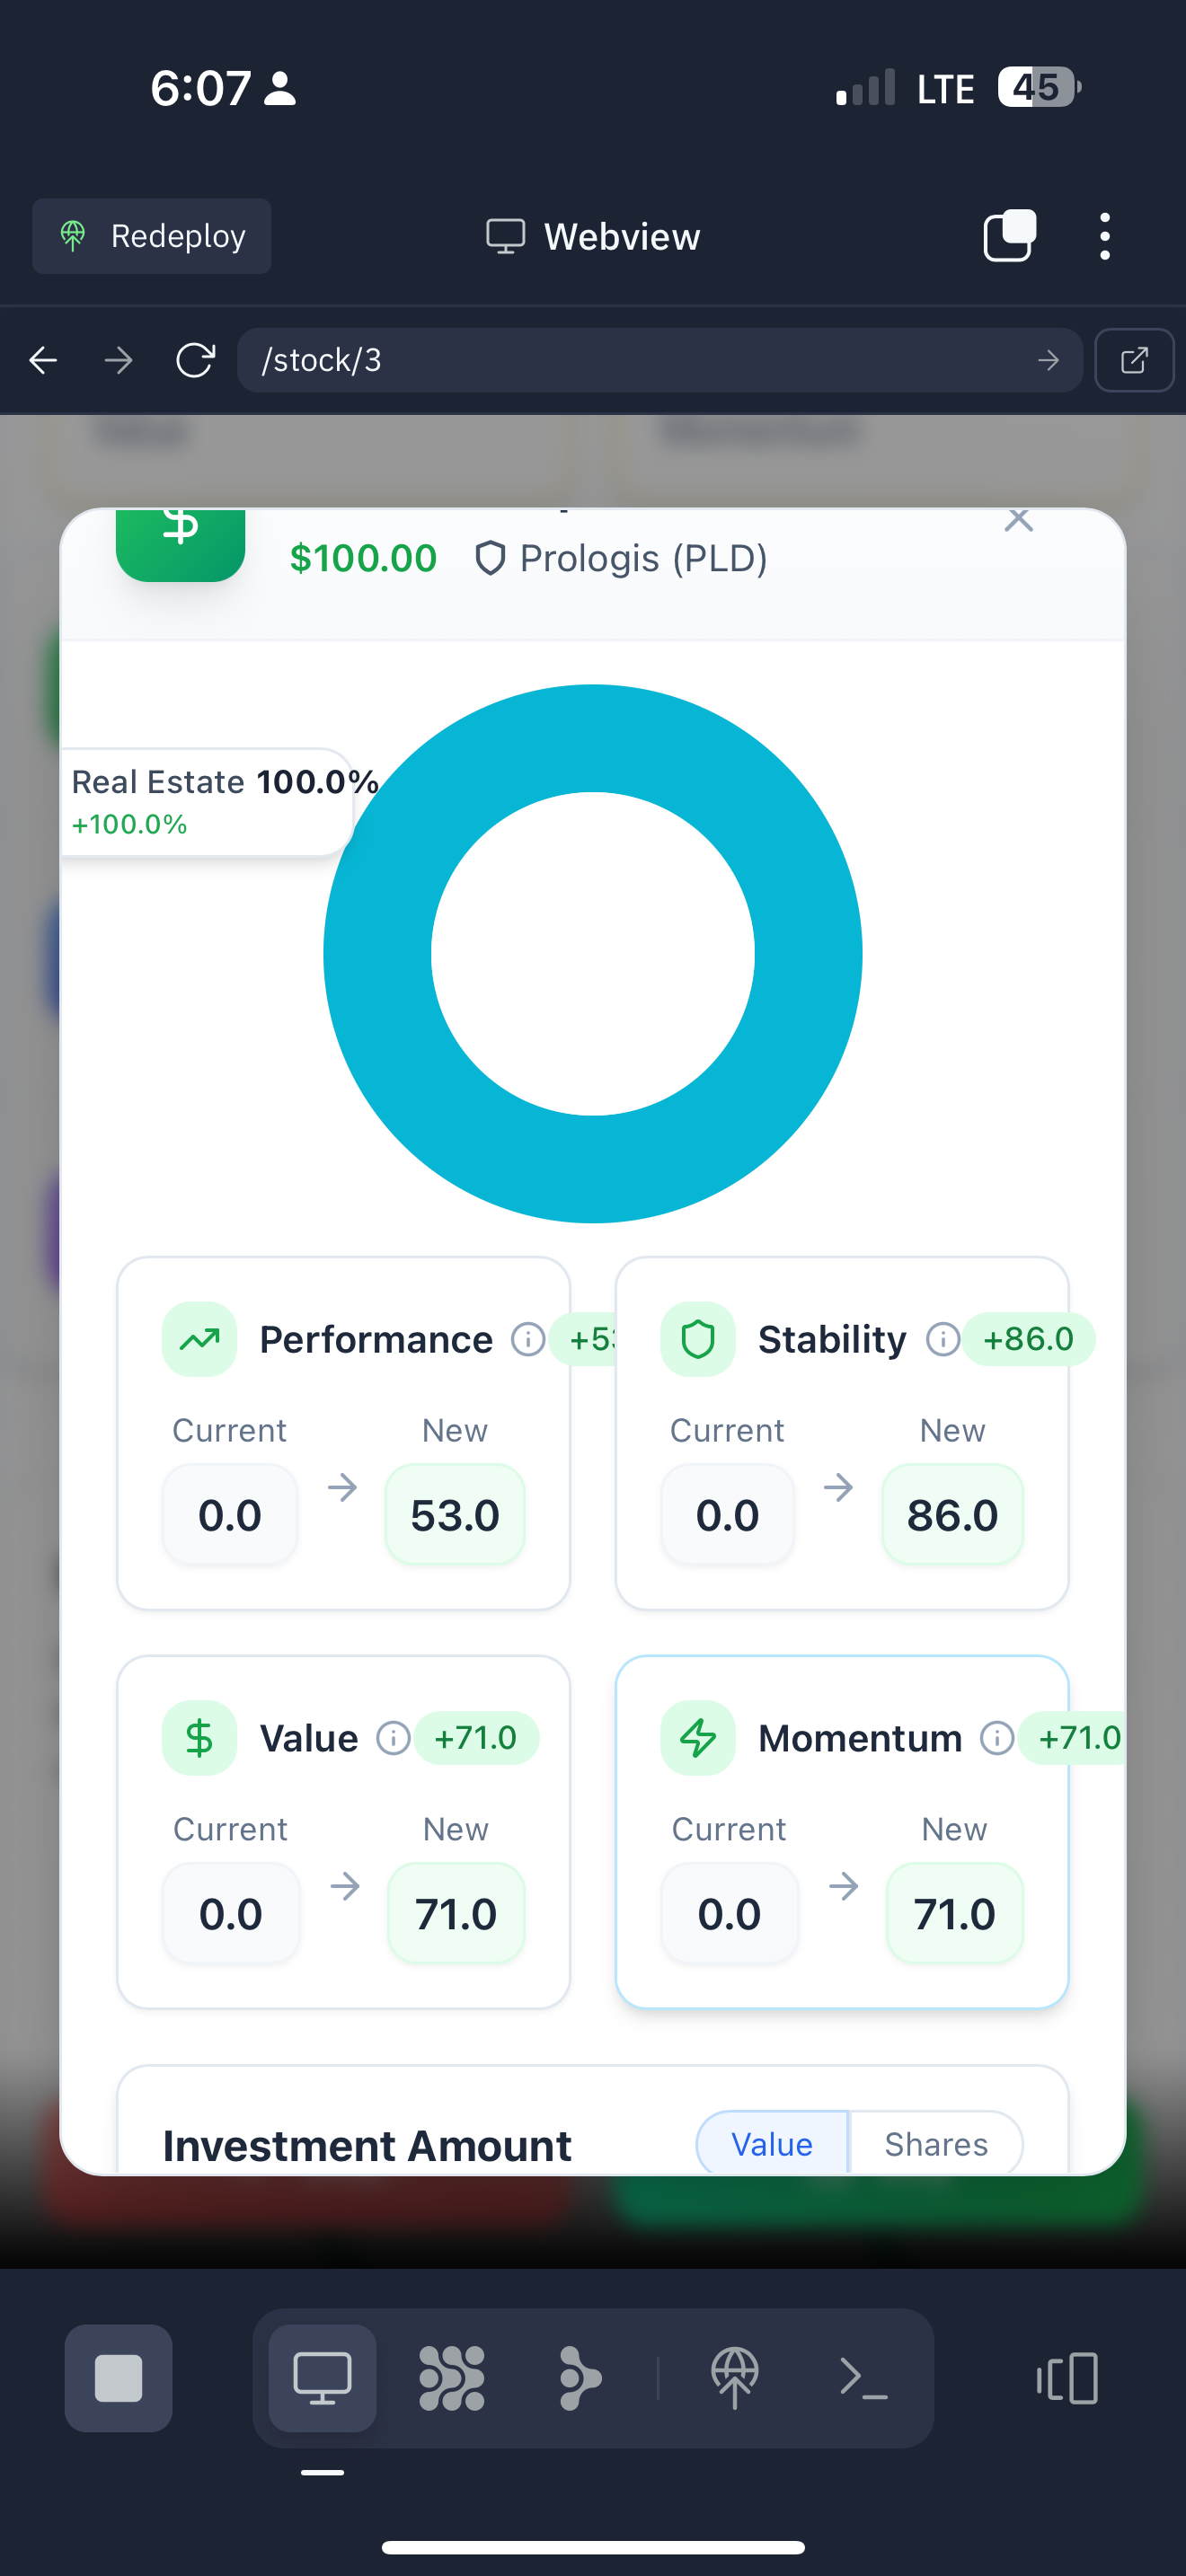 6:07
LTE 45
Redeploy
Webview
/stock/3
Value
Momentum
$100.00 Prologis (PLD)
Real Estate 100.0%
+100.0%
Performance
Stability +86.0
Current New
0.0 53.0
Current New
0.0 86.0
Value +71.0
Momentum +71.0
Current New
0.0 71.0
Current New
0.0 71.0
Investment Amount
Value Shares